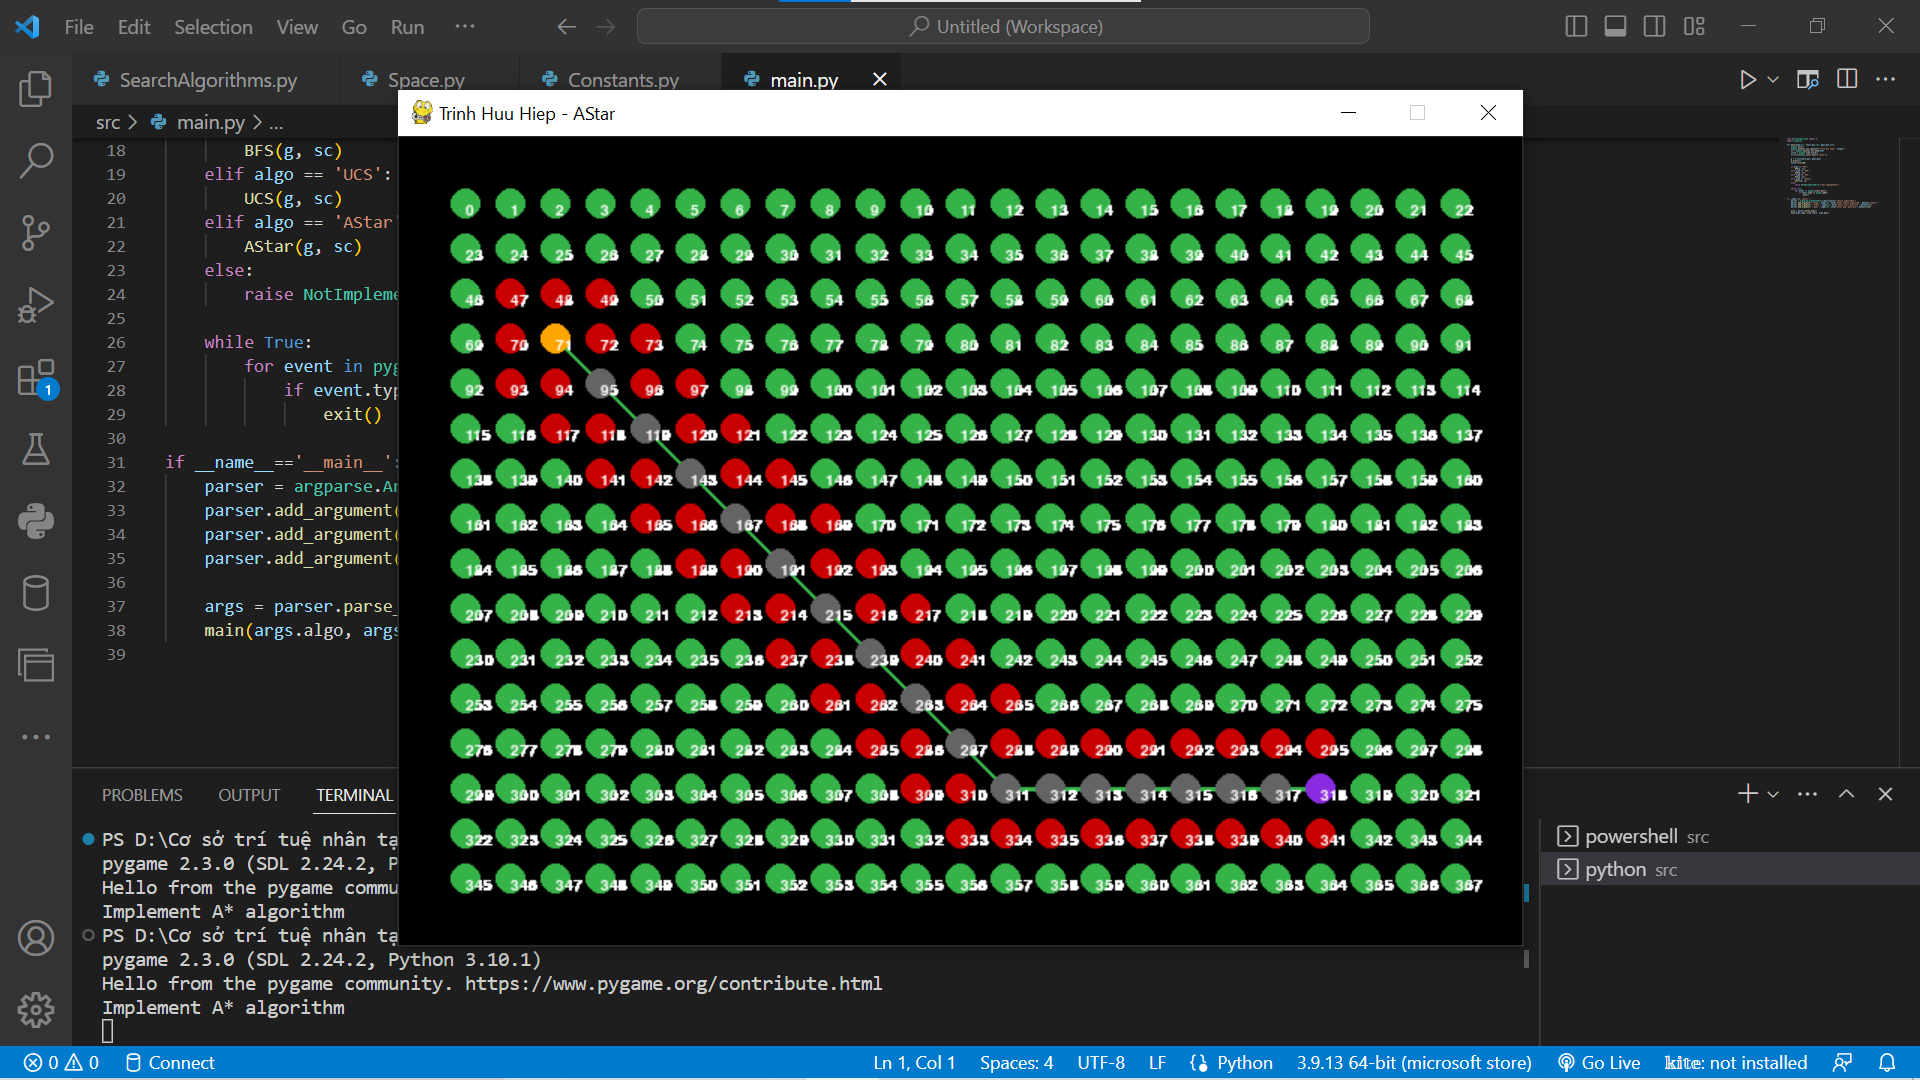 File Edit Selection View Go Run ··· Untitled (Workspace)
SearchAlgorithms.py Space.py Constants.py main.py
src > main.py > ...
Trinh Huu Hiep - AStar
18 BFS(g, sc)
19 elif algo == 'UCS':
20 UCS(g, sc)
21 elif algo == 'AStar'
22 AStar(g, sc)
23 else:
24 raise NotImpleme
25
26 while True:
27 for event in pyg
28 if event.typ
29 exit()
30
31 if __name__=='__main__':
32 parser = argparse.Ar
33 parser.add_argument(
34 parser.add_argument(
35 parser.add_argument(
36
37 args = parser.parse_
38 main(args.algo, args
39
0 1 2 3 4 5 6 7 8 9 10 11 12 13 14 15 16 17 18 19 20 21 22
23 24 25 26 27 28 29 30 31 32 33 34 35 36 37 38 39 40 41 42 43 44 45
46 47 48 49 50 51 52 53 54 55 56 57 58 59 60 61 62 63 64 65 66 67 68
69 70 71 72 73 74 75 76 77 78 79 80 81 82 83 84 85 86 87 88 89 90 91
92 93 94 95 96 97 98 99 100 101 102 103 104 105 106 107 108 109 110 111 112 113 114
115 116 117 118 119 120 121 122 123 124 125 126 127 128 129 130 131 132 133 134 135 136 137
138 139 140 141 142 143 144 145 146 147 148 149 150 151 152 153 154 155 156 157 158 159 160
161 162 163 164 165 166 167 168 169 170 171 172 173 174 175 176 177 178 179 180 181 182 183
184 185 186 187 188 189 190 191 192 193 194 195 196 197 198 199 200 201 202 203 204 205 206
207 208 209 210 211 212 213 214 215 216 217 218 219 220 221 222 223 224 225 226 227 228 229
230 231 232 233 234 235 236 237 238 239 240 241 242 243 244 245 246 247 248 249 250 251 252
253 254 255 256 257 258 259 260 261 262 263 264 265 266 267 268 269 270 271 272 273 274 275
276 277 278 279 280 281 282 283 284 285 286 287 288 289 290 291 292 293 294 295 296 297 298
299 300 301 302 303 304 305 306 307 308 309 310 311 312 313 314 315 316 317 318 319 320 321
322 323 324 325 326 327 328 329 330 331 332 333 334 335 336 337 338 339 340 341 342 343 344
345 346 347 348 349 350 351 352 353 354 355 356 357 358 359 360 361 362 363 364 365 366 367
1
PROBLEMS OUTPUT TERMINAL
PS D:\Cơ sở trí tuệ nhân tạ
pygame 2.3.0 (SDL 2.24.2, P
Hello from the pygame commu
Implement A* algorithm
PS D:\Cơ sở trí tuệ nhân tạ
pygame 2.3.0 (SDL 2.24.2, Python 3.10.1)
Hello from the pygame community. https://www.pygame.org/contribute.html
Implement A* algorithm
powershell src
python src
0 0 Connect Ln 1, Col 1 Spaces: 4 UTF-8 LF Python 3.9.13 64-bit (microsoft store) Go Live kite: not installed